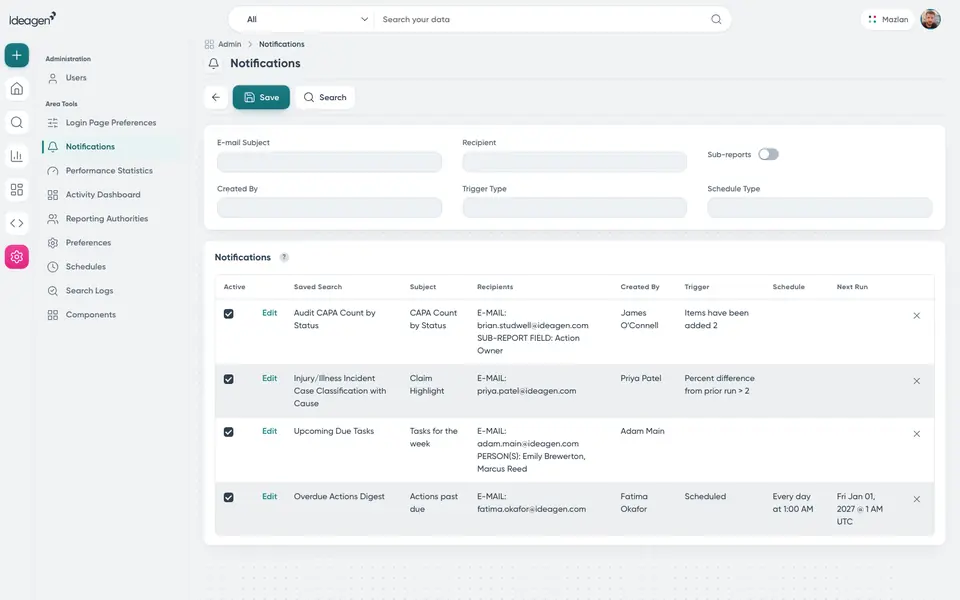 ideagen
All
Search your data
Mazlan
Admin > Notifications
Notifications
Save
Search
Administration
Users
Area Tools
Login Page Preferences
Notifications
Performance Statistics
Activity Dashboard
Reporting Authorities
Preferences
Schedules
Search Logs
Components
E-mail Subject
Recipient
Sub-reports
Created By
Trigger Type
Schedule Type
Notifications ?
Active Saved Search Subject Recipients Created By Trigger Schedule Next Run
Edit
Audit CAPA Count by
Status
CAPA Count
by Status
E-MAIL:
brian.studwell@ideagen.com
SUB-REPORT FIELD: Action
Owner
James
O'Connell
Items have been
added 2
Edit
Injury/Illness Incident
Case Classification with
Cause
Claim
Highlight
E-MAIL:
priya.patel@ideagen.com
Priya Patel
Percent difference
from prior run > 2
Edit
Upcoming Due Tasks
Tasks for the
week
E-MAIL:
adam.main@ideagen.com
PERSON(S): Emily Brewerton,
Marcus Reed
Adam Main
Edit
Overdue Actions Digest
Actions past
due
E-MAIL:
fatima.okafor@ideagen.com
Fatima
Okafor
Scheduled
Every day
at 1:00 AM
Fri Jan 01,
2027 @ 1 AM
UTC